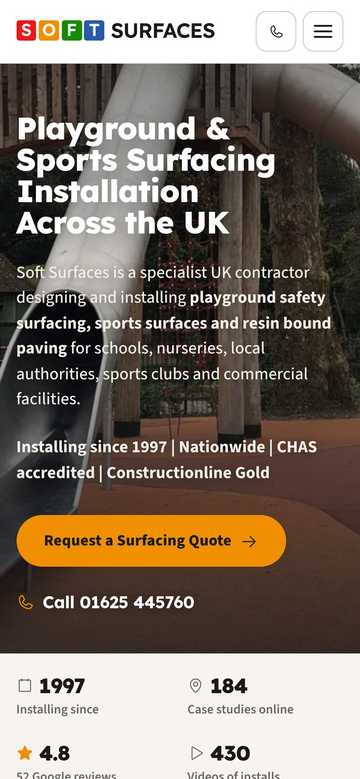 SOFT SURFACES
Playground &
Sports Surfacing
Installation
Across the UK
Soft Surfaces is a specialist UK contractor
designing and installing playground safety
surfacing, sports surfaces and resin bound
paving for schools, nurseries, local
authorities, sports clubs and commercial
facilities.
Installing since 1997 | Nationwide | CHAS
accredited | Constructionline Gold
Request a Surfacing Quote →
Call 01625 445760
1997 184
Installing since Case studies online
4.8 430
52 Google reviews Videos of installs